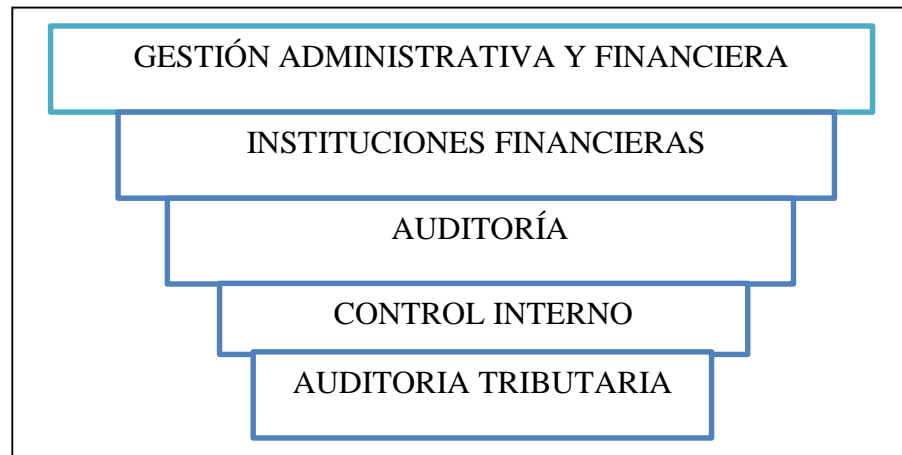 GESTIÓN ADMINISTRATIVA Y FINANCIERA
INSTITUCIONES FINANCIERAS
AUDITORÍA
CONTROL INTERNO
AUDITORIA TRIBUTARIA